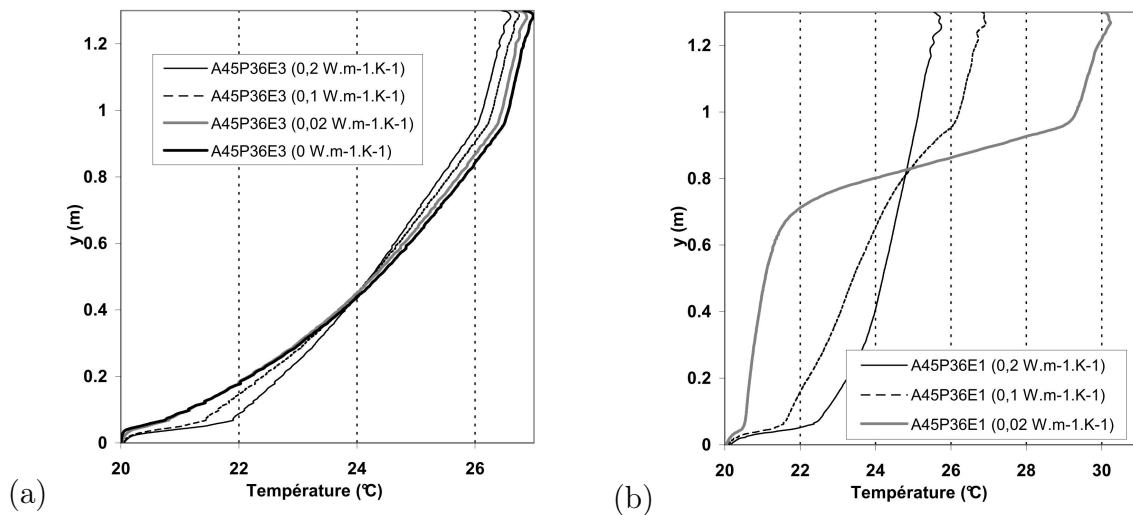 1.2
1
0.8
0.6
0.4
0.2
0
y (m)
A45P36E3 (0,2 W.m-1.K-1)
A45P36E3 (0,1 W.m-1.K-1)
A45P36E3 (0,02 W.m-1.K-1)
A45P36E3 (0 W.m-1.K-1)
20 22 24 26
Température (°C)
(a)
1.2
1
0.8
0.6
0.4
0.2
0
y (m)
A45P36E1 (0,2 W.m-1.K-1)
A45P36E1 (0,1 W.m-1.K-1)
A45P36E1 (0,02 W.m-1.K-1)
20 22 24 26 28 30
Température (°C)
(b)